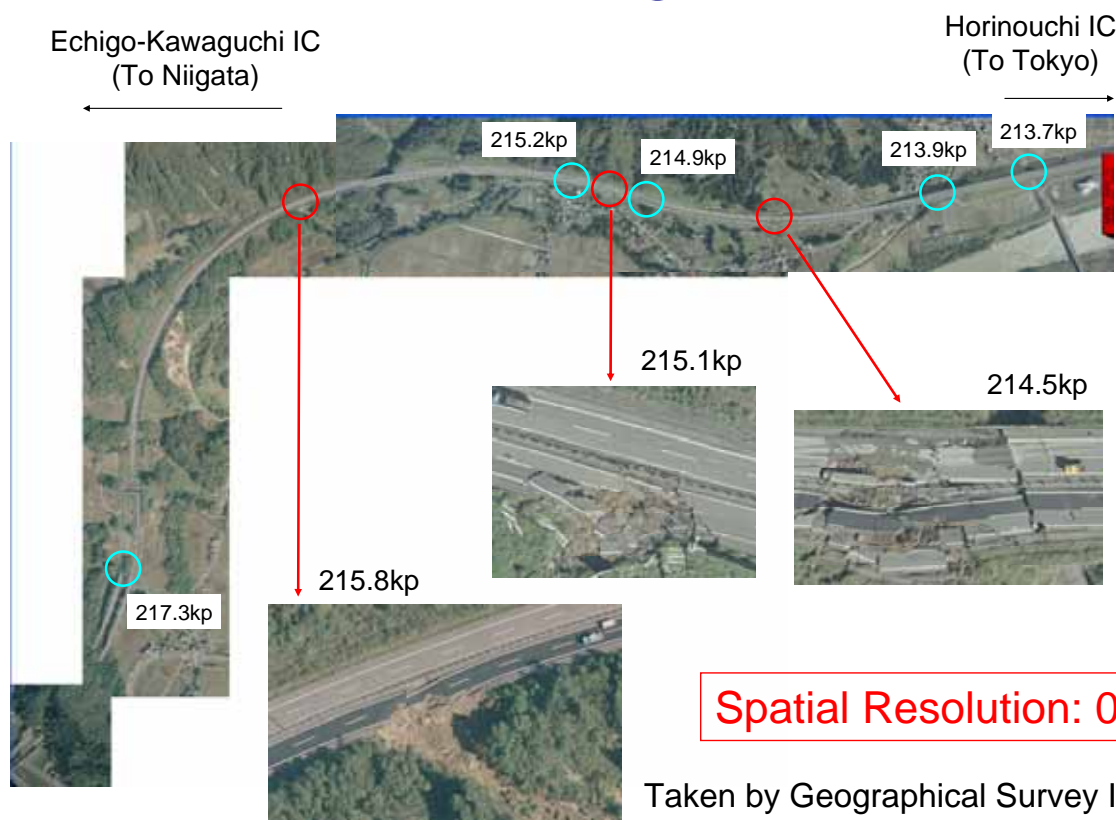 Echigo-Kawaguchi IC
(To Niigata)
Horinouchi IC
(To Tokyo)
215.2kp
214.9kp
213.9kp
213.7kp
215.1kp
214.5kp
215.8kp
217.3kp
Spatial Resolution: 0
Taken by Geographical Survey I